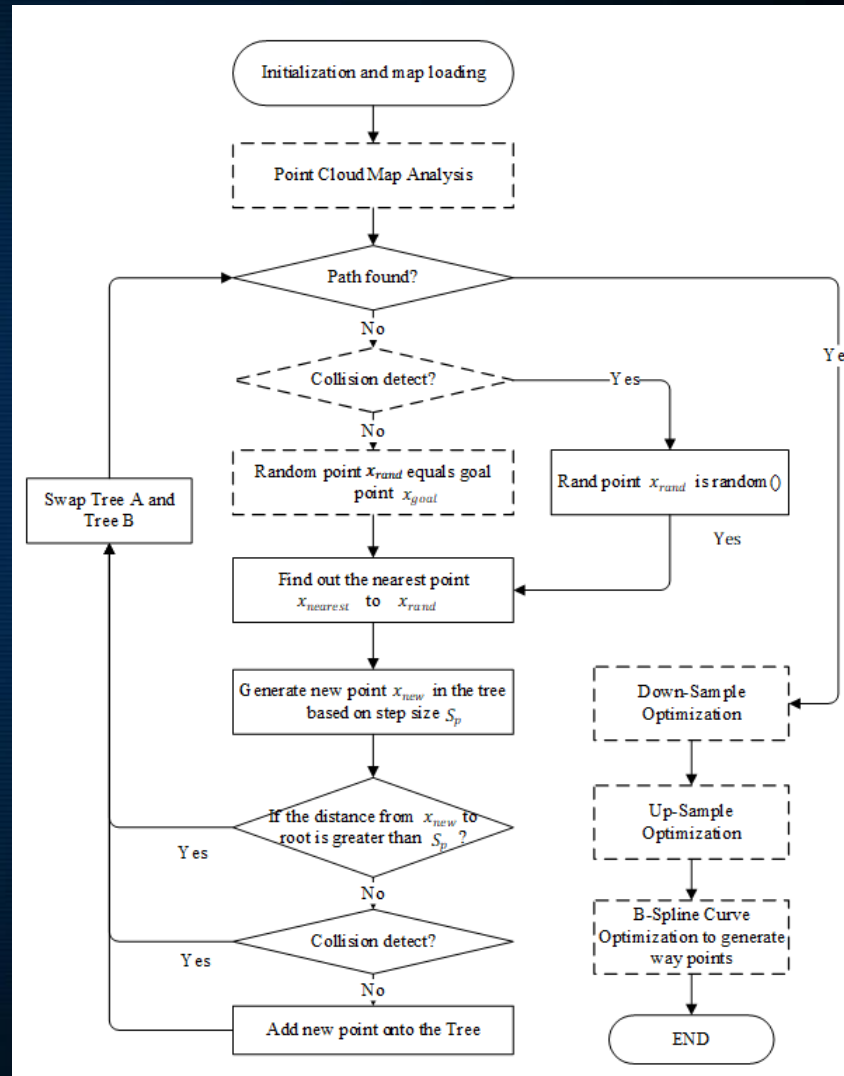 Initialization and map loading
Point Cloud Map Analysis
Path found?
No
Yes
Collision detect?
Yes
No
Random point x_rand equals goal
point x_goal
Rand point x_rand is random()
Yes
Swap Tree A and
Tree B
Find out the nearest point
x_nearest to x_rand
Generate new point x_new in the tree
based on step size S_p
Down-Sample
Optimization
If the distance from x_new to
root is greater than S_p ?
Yes
No
Up-Sample
Optimization
Collision detect?
Yes
No
B-Spline Curve
Optimization to generate
way points
Add new point onto the Tree
END